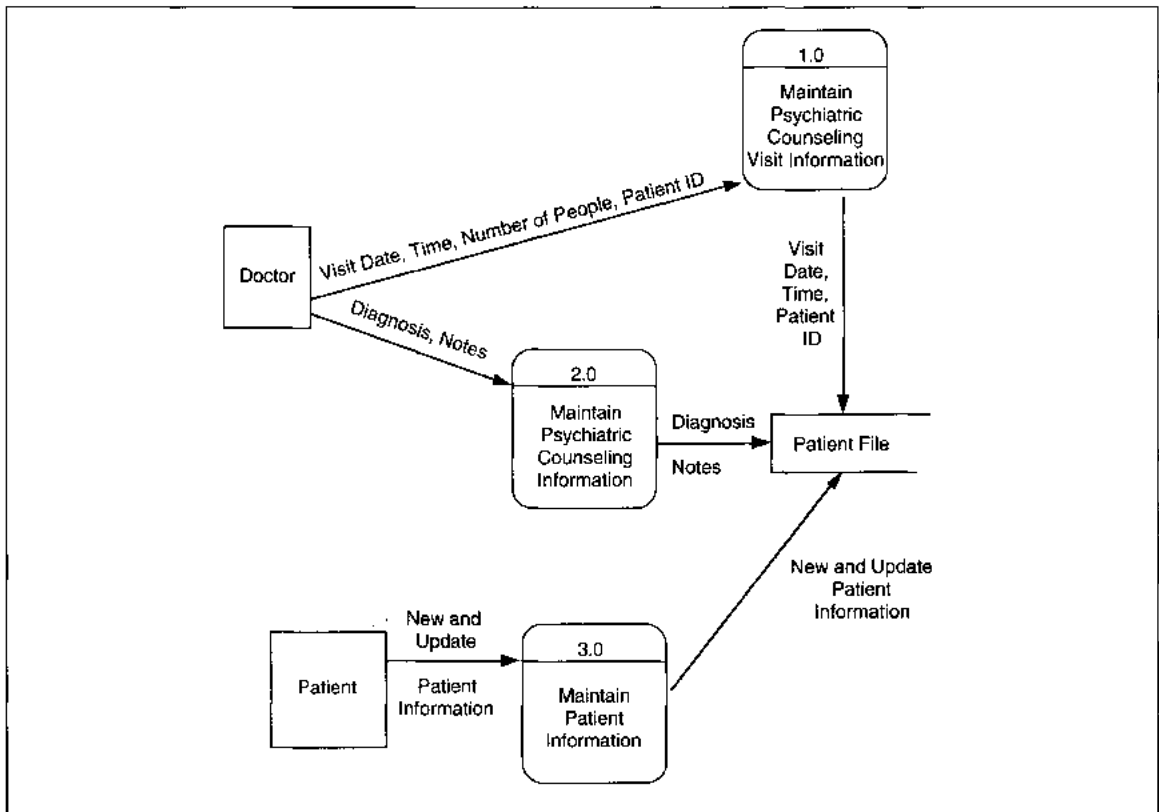 1.0
Maintain
Psychiatric
Counseling
Visit Information
Visit Date, Time, Number of People, Patient ID
Doctor
Visit
Date,
Time,
Patient
ID
Diagnosis, Notes
2.0
Maintain
Psychiatric
Counseling
Information
Diagnosis
Notes
Patient File
New and Update
Patient
Information
New and
Update
Patient
Information
Patient
3.0
Maintain
Patient
Information